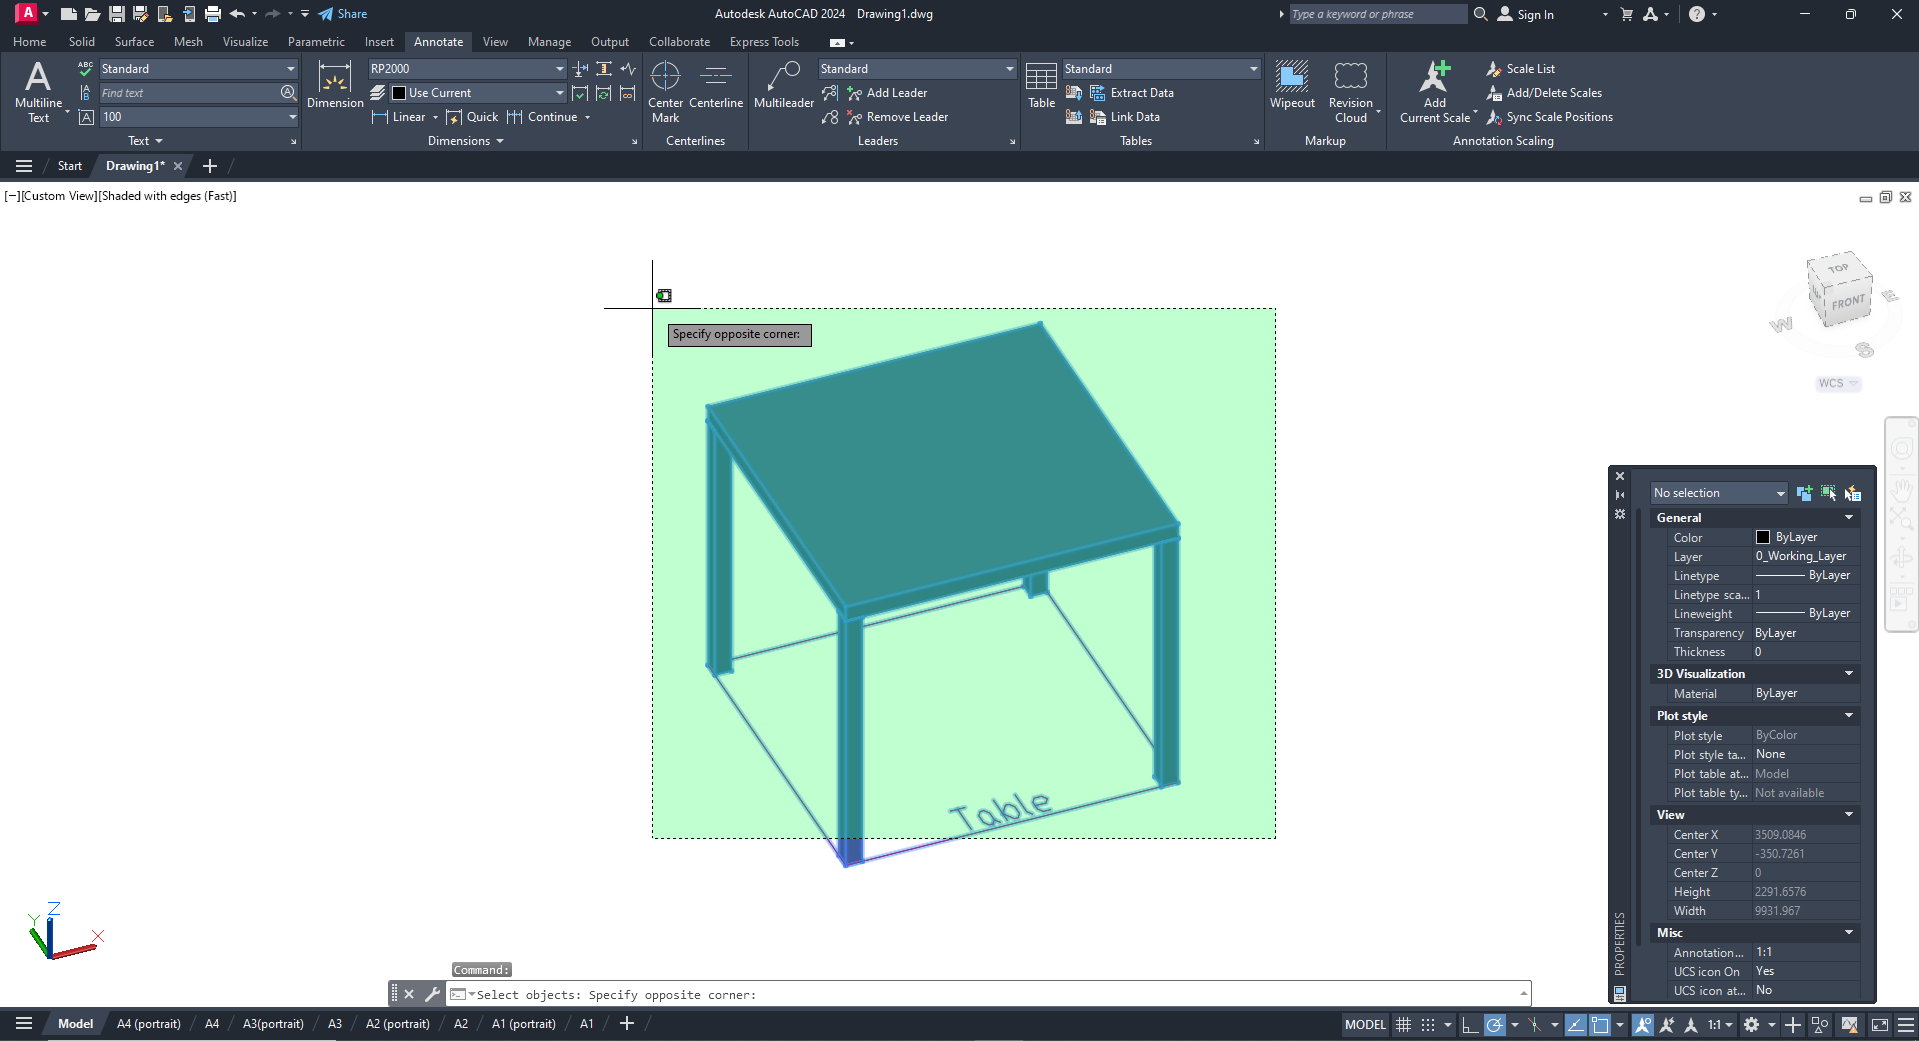 A
Share
Autodesk AutoCAD 2024 Drawing1.dwg
Type a keyword or phrase
Sign In
Home Solid Surface Mesh Visualize Parametric Insert Annotate View Manage Output Collaborate Express Tools
Multiline Text
ABC
Standard
Find text
100
Text
Dimension
RP2000
Use Current
Linear Quick Continue
Dimensions
Center Mark
Centerline
Centerlines
Multileader
Standard
Add Leader
Remove Leader
Leaders
Table
Standard
Extract Data
Link Data
Tables
Wipeout
Revision Cloud
Markup
Add Current Scale
Scale List
Add/Delete Scales
Sync Scale Positions
Annotation Scaling
Start Drawing1*
[−][Custom View][Shaded with edges (Fast)]
Specify opposite corner:
Table
TOP
FRONT
W
S
E
WCS
No selection
General
Color ByLayer
Layer 0_Working_Layer
Linetype ByLayer
Linetype sca... 1
Lineweight ByLayer
Transparency ByLayer
Thickness 0
3D Visualization
Material ByLayer
Plot style
Plot style ByColor
Plot style ta... None
Plot table at... Model
Plot table ty... Not available
View
Center X 3509.0846
Center Y -350.7261
Center Z 0
Height 2291.6576
Width 9931.967
Misc
Annotation... 1:1
UCS icon On Yes
UCS icon at... No
PROPERTIES
Z
Y
X
Command:
Select objects: Specify opposite corner:
Model A4 (portrait) A4 A3(portrait) A3 A2 (portrait) A2 A1 (portrait) A1
MODEL
1:1